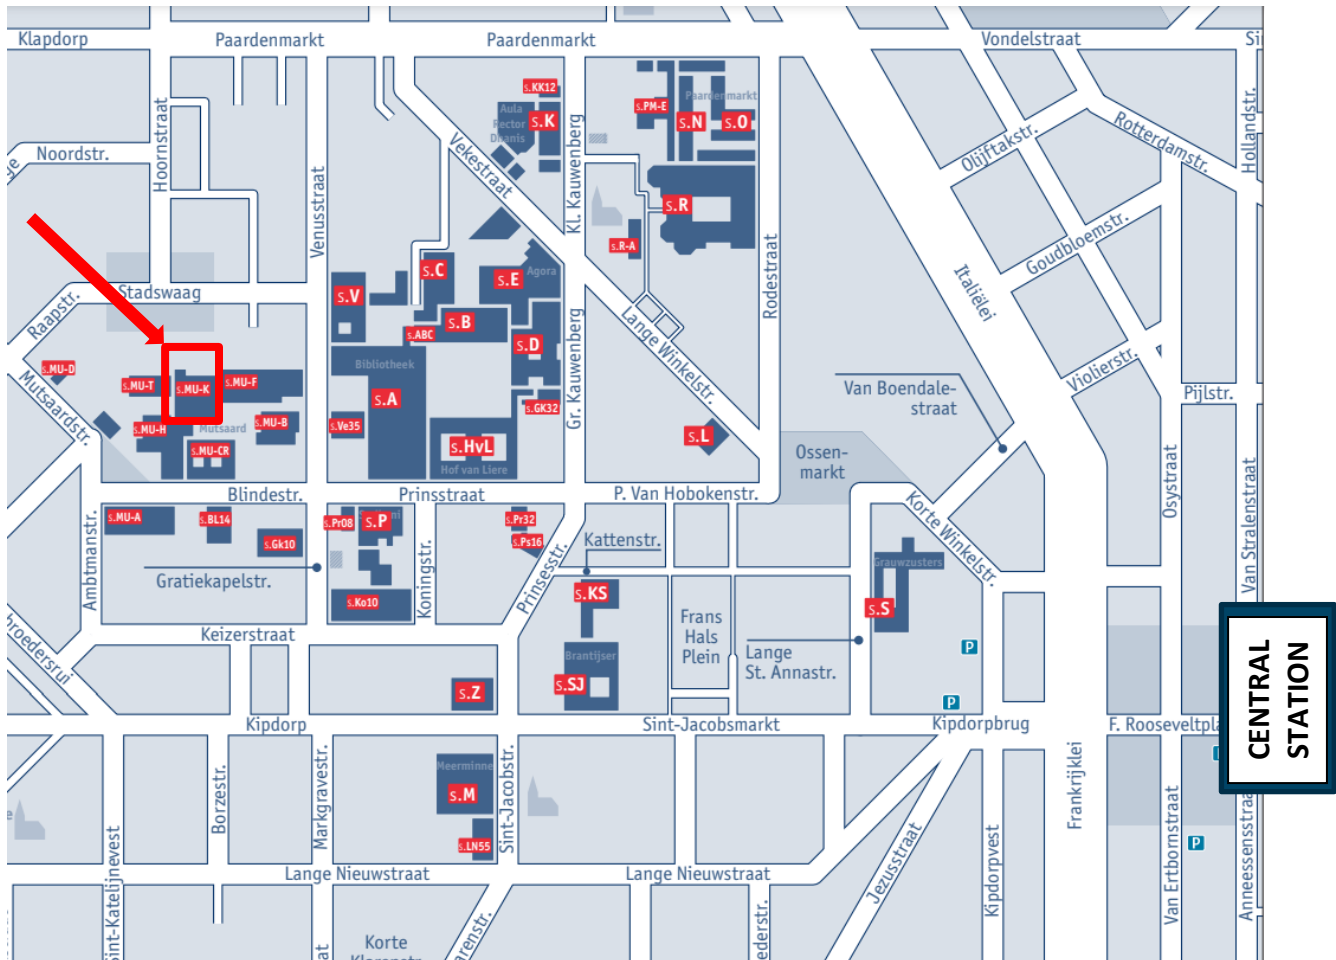 Klapdorp
Paardenmarkt
Paardenmarkt
Vondelstraat
s.KK12
Aula
Rector
Dhanis
s.K
s.PM-E
Paardenmarkt
s.N
s.O
Hoornstraat
Noordstr.
Vekestraat
Kl. Kauwenberg
Olijftakstr.
Rotterdamstr.
Hollandstr.
Venusstraat
s.R
s.R-A
Rodestraat
Goudbloemstr.
Italiëlei
Stadswaag
Raapstr.
s.C
s.E
Agora
s.V
s.B
s.ABC
s.D
Gr. Kauwenberg
Lange Winkelstr.
Violierstr.
Bibliotheek
s.A
s.MU-D
s.MU-T
s.MU-K
s.MU-F
Mutsaardstr.
s.MU-H
Mutsaard
s.MU-B
s.MU-CR
s.Ve35
s.GK32
s.HvL
Hof van Liere
s.L
Van Boendale-
straat
Pijlstr.
Ossen-
markt
Osystraat
Van Stralenstraat
Blindestr.
Prinsstraat
P. Van Hobokenstr.
Korte Winkelstr.
Ambtmanstr.
s.MU-A
s.BL14
s.Gk10
s.Pr08
s.P
s.Pr32
s.Ps16
Kattenstr.
Gratiekapelstr.
Koningstr.
Prinsesstr.
s.Ko10
s.KS
Grauwzusters
s.S
Frans
Hals
Plein
Lange
St. Annastr.
Keizerstraat
Brantijser
s.SJ
s.Z
P
P
CENTRAL
STATION
Kipdorp
Sint-Jacobsmarkt
Kipdorpbrug
F. Rooseveltpla
Borzestr.
Markgravestr.
Meerminne
s.M
s.LN55
Sint-Jacobstr.
Frankrijklei
P
Lange Nieuwstraat
Lange Nieuwstraat
Jezusstraat
Kipdorpvest
Van Ertbornstraat
Anneessensstraa
int-Katelijnevest
Korte